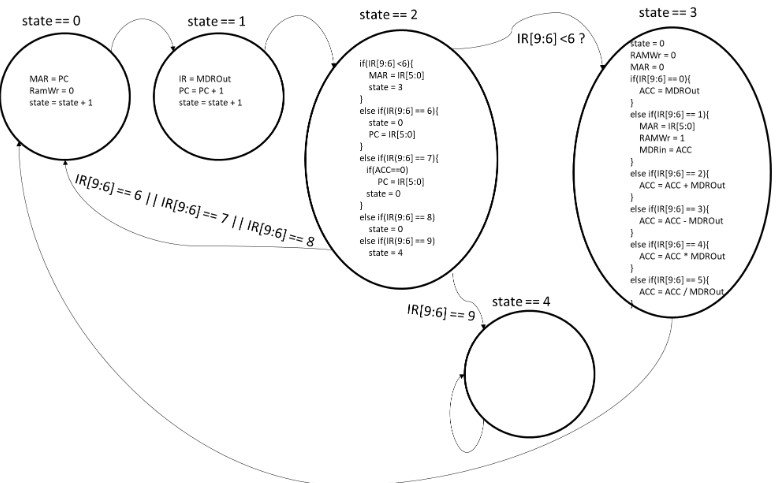 state == 0
MAR = PC
RamWr = 0
state = state + 1
state == 1
IR = MDROut
PC = PC + 1
state = state + 1
state == 2
if(IR[9:6] <6){
MAR = IR[5:0]
state = 3
}
else if(IR[9:6] == 6){
state = 0
PC = IR[5:0]
}
else if(IR[9:6] == 7){
if(ACC==0)
PC = IR[5:0]
state = 0
}
else if(IR[9:6] == 8)
state = 0
else if(IR[9:6] == 9)
state = 4
IR[9:6] <6 ?
state == 3
state = 0
RAMWr = 0
MAR = 0
if(IR[9:6] == 0){
ACC = MDROut
}
else if(IR[9:6] == 1){
MAR = IR[5:0]
RAMWr = 1
MDRin = ACC
}
else if(IR[9:6] == 2){
ACC = ACC + MDROut
}
else if(IR[9:6] == 3){
ACC = ACC - MDROut
}
else if(IR[9:6] == 4){
ACC = ACC * MDROut
}
else if(IR[9:6] == 5){
ACC = ACC / MDROut
}
IR[9:6] == 6 || IR[9:6] == 7 || IR[9:6] == 8
IR[9:6] == 9
state == 4